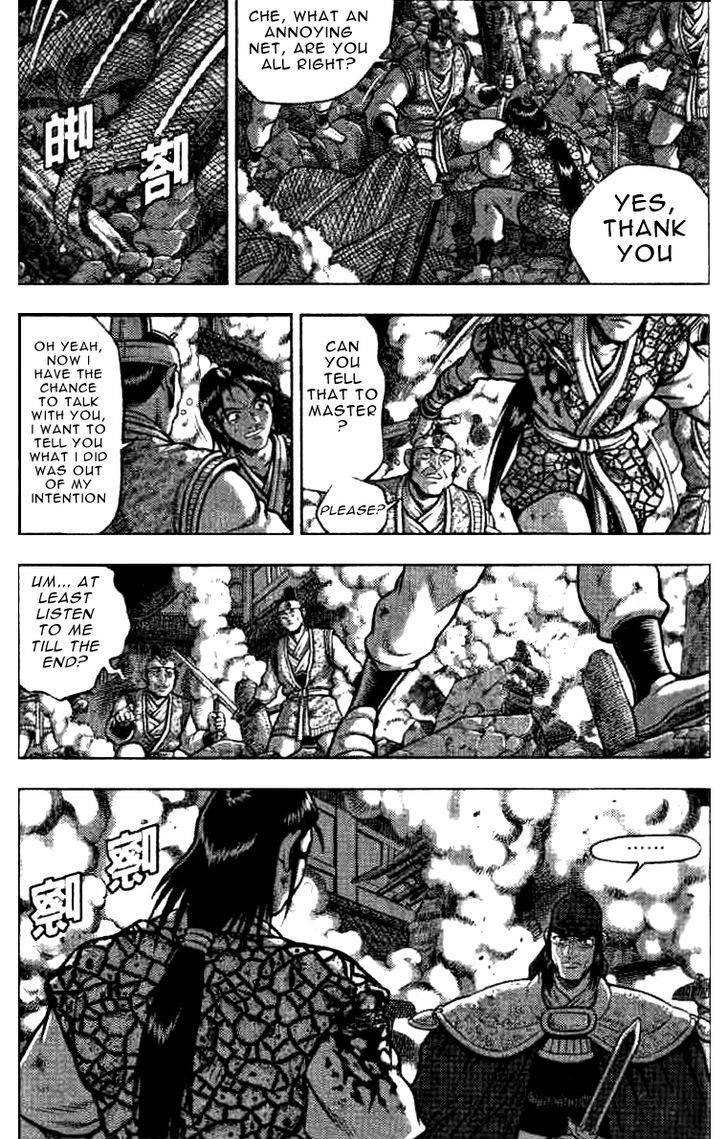 CHE, WHAT AN
ANNOYING
NET, ARE YOU
ALL RIGHT?
YES,
THANK
YOU
OH YEAH,
NOW I
HAVE THE
CHANCE
TO TALK
WITH YOU,
I WANT TO
TELL YOU
WHAT I DID
WAS OUT
OF MY
INTENTION
CAN
YOU
TELL
THAT TO
MASTER
?
PLEASE?
UM... AT
LEAST
LISTEN
TO ME
TILL THE
END?
......